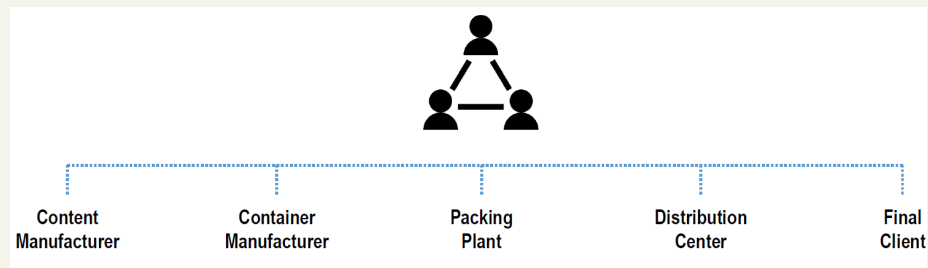 Content
Manufacturer
Container
Manufacturer
Packing
Plant
Distribution
Center
Final
Client